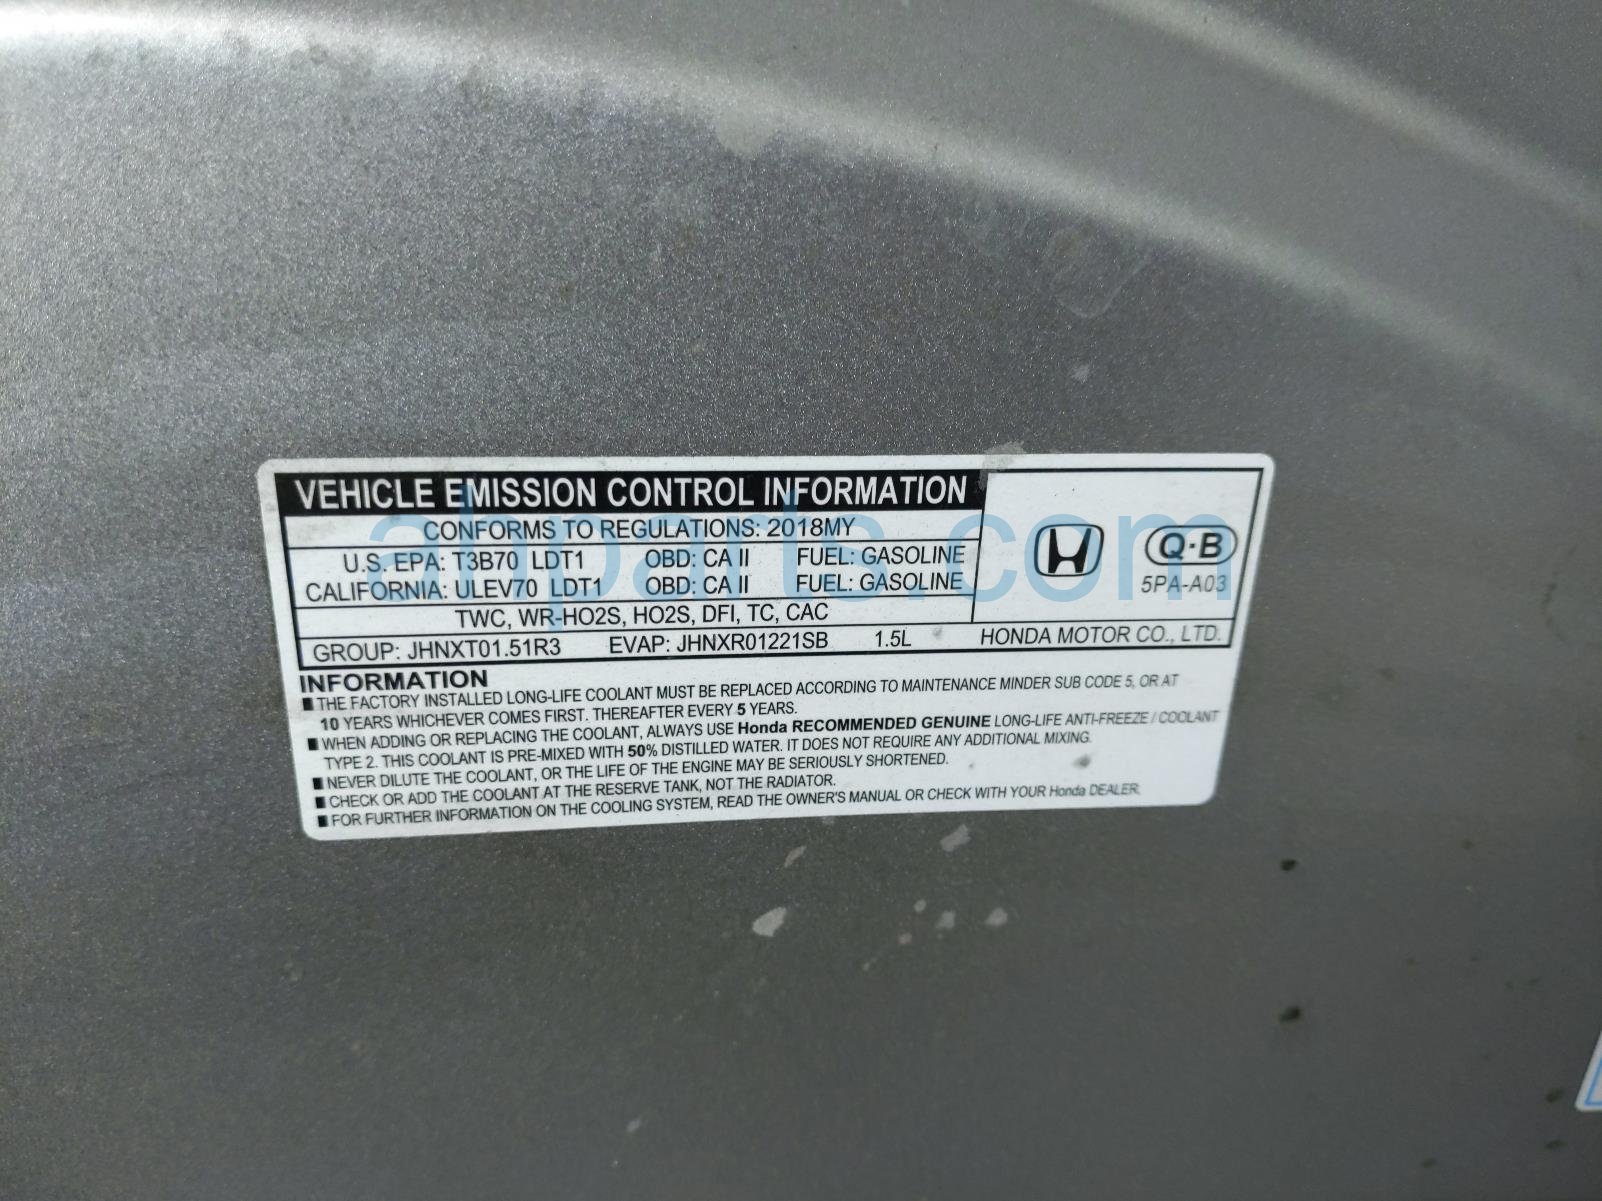 VEHICLE EMISSION CONTROL INFORMATION
CONFORMS TO REGULATIONS: 2018MY
U.S. EPA: T3B70 LDT1 OBD: CA II FUEL: GASOLINE
CALIFORNIA: ULEV70 LDT1 OBD: CA II FUEL: GASOLINE
TWC, WR-HO2S, HO2S, DFI, TC, CAC
GROUP: JHNXT01.51R3 EVAP: JHNXR01221SB 1.5L HONDA MOTOR CO., LTD.
Q·B
5PA-A03
INFORMATION
■ THE FACTORY INSTALLED LONG-LIFE COOLANT MUST BE REPLACED ACCORDING TO MAINTENANCE MINDER SUB CODE 5, OR AT
10 YEARS WHICHEVER COMES FIRST. THEREAFTER EVERY 5 YEARS.
■ WHEN ADDING OR REPLACING THE COOLANT, ALWAYS USE Honda RECOMMENDED GENUINE LONG-LIFE ANTI-FREEZE / COOLANT
TYPE 2. THIS COOLANT IS PRE-MIXED WITH 50% DISTILLED WATER. IT DOES NOT REQUIRE ANY ADDITIONAL MIXING.
■ NEVER DILUTE THE COOLANT, OR THE LIFE OF THE ENGINE MAY BE SERIOUSLY SHORTENED.
■ CHECK OR ADD THE COOLANT AT THE RESERVE TANK, NOT THE RADIATOR.
■ FOR FURTHER INFORMATION ON THE COOLING SYSTEM, READ THE OWNER'S MANUAL OR CHECK WITH YOUR Honda DEALER.
ahparts.com